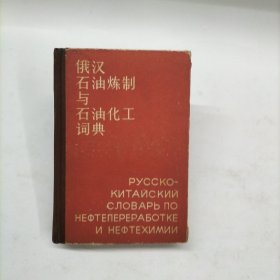 俄汉
石油炼制
与
石油化工
词典
РУССКО-
КИТАЙСКИЙ
СЛОВАРЬ ПО
НЕФТЕПЕРЕРАБОТКЕ
И НЕФТЕХИМИИ